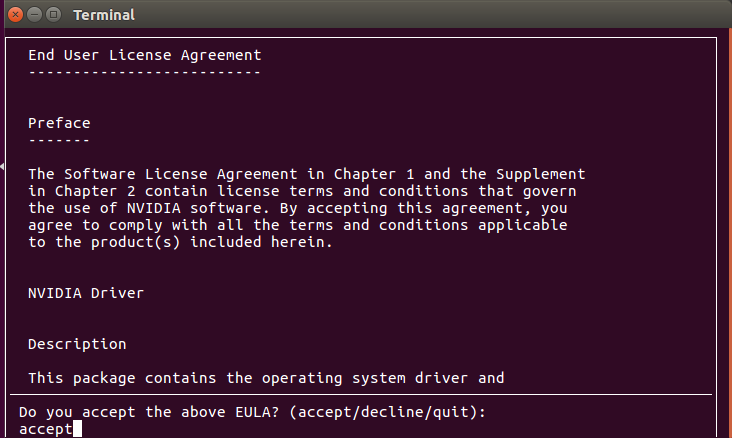 Terminal
End User License Agreement
--------------------------
Preface
-------
The Software License Agreement in Chapter 1 and the Supplement
in Chapter 2 contain license terms and conditions that govern
the use of NVIDIA software. By accepting this agreement, you
agree to comply with all the terms and conditions applicable
to the product(s) included herein.
NVIDIA Driver
Description
This package contains the operating system driver and
Do you accept the above EULA? (accept/decline/quit):
accept